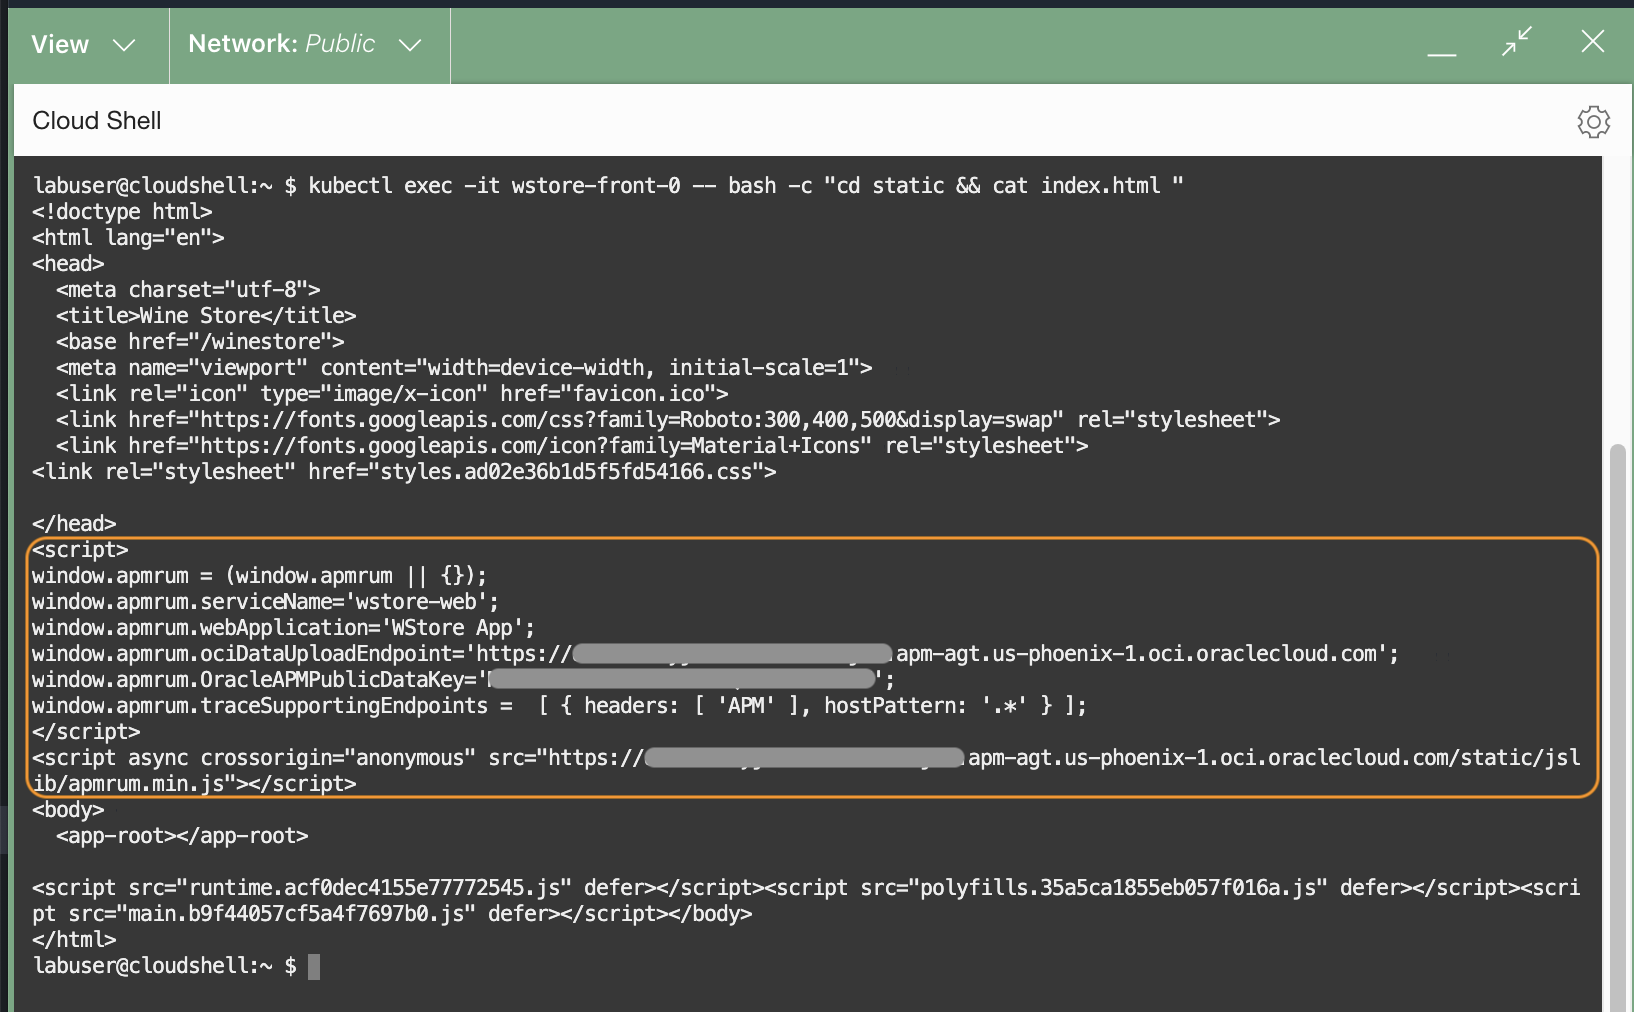 View
Network: Public
Cloud Shell
labuser@cloudshell:~ $ kubectl exec -it wstore-front-0 -- bash -c "cd static && cat index.html "
<!doctype html>
<html lang="en">
<head>
  <meta charset="utf-8">
  <title>Wine Store</title>
  <base href="/winestore">
  <meta name="viewport" content="width=device-width, initial-scale=1">
  <link rel="icon" type="image/x-icon" href="favicon.ico">
  <link href="https://fonts.googleapis.com/css?family=Roboto:300,400,500&display=swap" rel="stylesheet">
  <link href="https://fonts.googleapis.com/icon?family=Material+Icons" rel="stylesheet">
<link rel="stylesheet" href="styles.ad02e36b1d5f5fd54166.css">
</head>
<script>
window.apmrum = (window.apmrum || {});
window.apmrum.serviceName='wstore-web';
window.apmrum.webApplication='WStore App';
window.apmrum.ociDataUploadEndpoint='https:// .apm-agt.us-phoenix-1.oci.oraclecloud.com';
window.apmrum.OracleAPMPublicDataKey=' ';
window.apmrum.traceSupportingEndpoints =  [ { headers: [ 'APM' ], hostPattern: '.*' } ];
</script>
<script async crossorigin="anonymous" src="https:// .apm-agt.us-phoenix-1.oci.oraclecloud.com/static/jsl
ib/apmrum.min.js"></script>
<body>
  <app-root></app-root>
<script src="runtime.acf0dec4155e77772545.js" defer></script><script src="polyfills.35a5ca1855eb057f016a.js" defer></script><scri
pt src="main.b9f44057cf5a4f7697b0.js" defer></script></body>
</html>
labuser@cloudshell:~ $